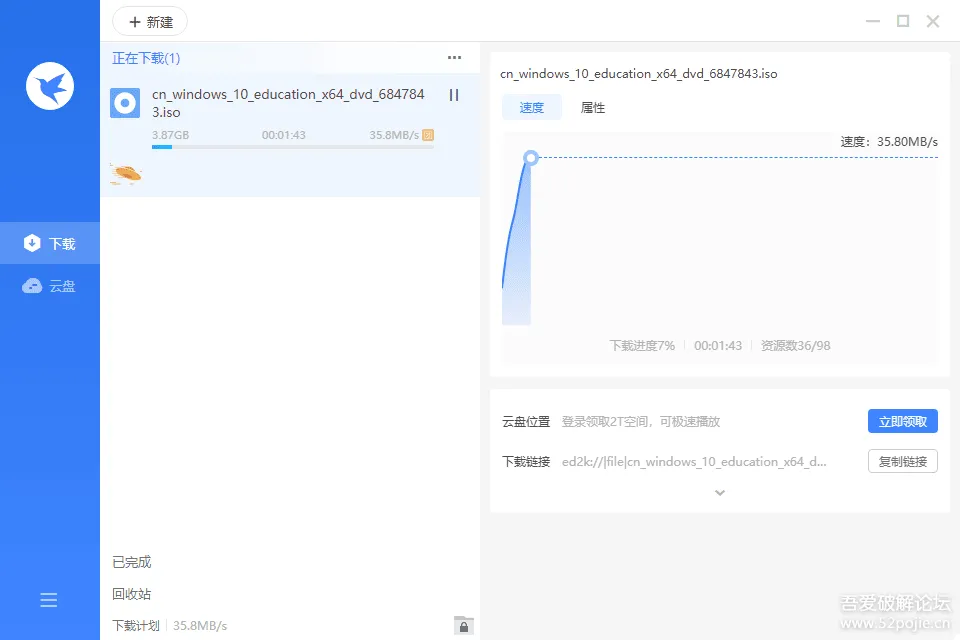 新建
正在下载(1)
cn_windows_10_education_x64_dvd_684784
3.iso
3.87GB 00:01:43 35.8MB/s
下载
云盘
已完成
回收站
下载计划 35.8MB/s
cn_windows_10_education_x64_dvd_6847843.iso
速度 属性
速度：35.80MB/s
下载进度7% 00:01:43 资源数36/98
云盘位置 登录领取2T空间，可极速播放 立即领取
下载链接 ed2k://|file|cn_windows_10_education_x64_d... 复制链接
吾爱破解论坛
www.52pojie.cn